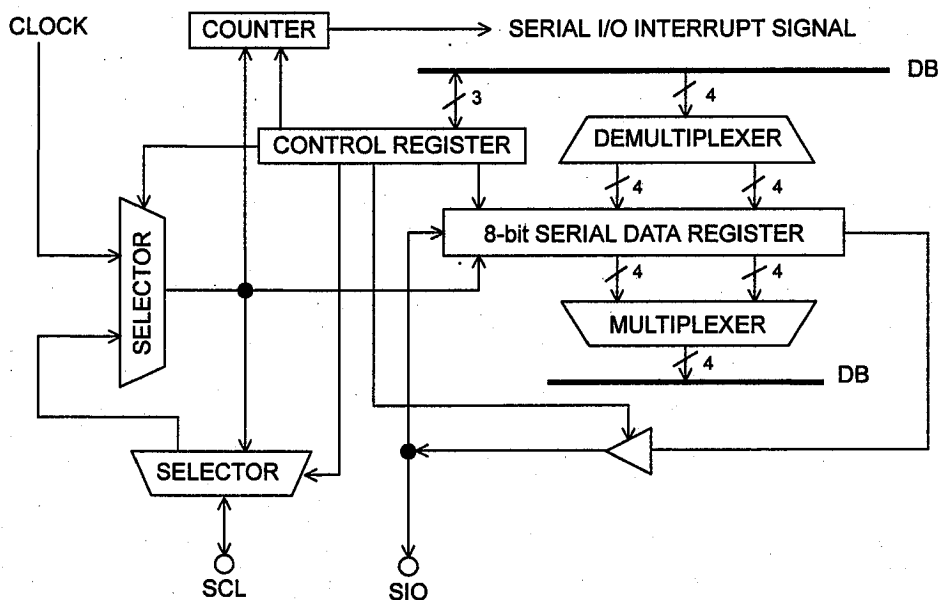 CLOCK
COUNTER
SERIAL I/O INTERRUPT SIGNAL
DB
3
4
CONTROL REGISTER
DEMULTIPLEXER
4
4
SELECTOR
8-bit SERIAL DATA REGISTER
4
4
MULTIPLEXER
4
DB
SELECTOR
SCL
SIO